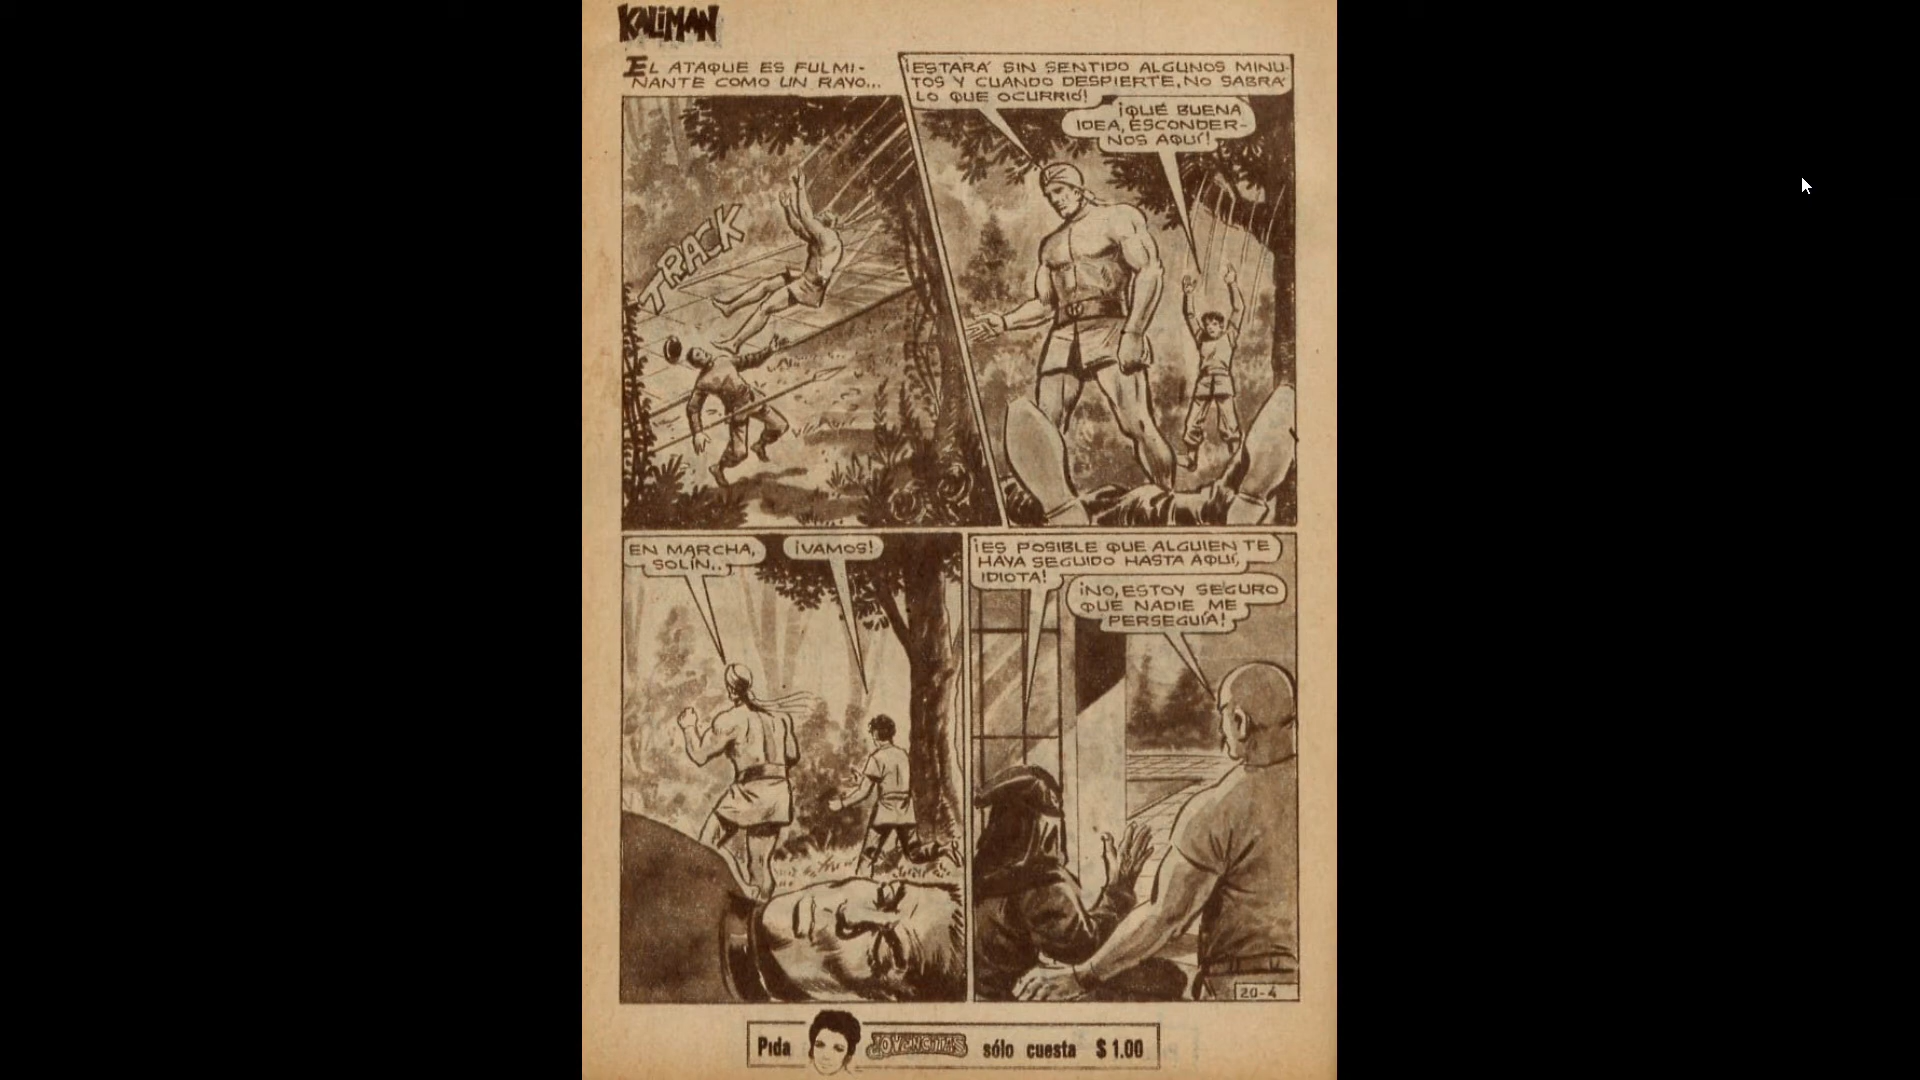 KALIMAN
EL ATAQUE ES FULMI-
NANTE COMO UN RAYO...
¡ESTARÁ SIN SENTIDO ALGUNOS MINU-
TOS Y CUANDO DESPIERTE, NO SABRÁ
LO QUE OCURRIÓ!
¡QUÉ BUENA
IDEA, ESCONDER-
NOS AQUÍ!
TRACK
EN MARCHA,
SOLÍN..,
¡VAMOS!
¡ES POSIBLE QUE ALGUIEN TE
HAYA SEGUIDO HASTA AQUÍ,
IDIOTA!
¡NO, ESTOY SEGURO
QUE NADIE ME
PERSEGUÍA!
20-4
Pida JOVENCITAS sólo cuesta $ 1.00